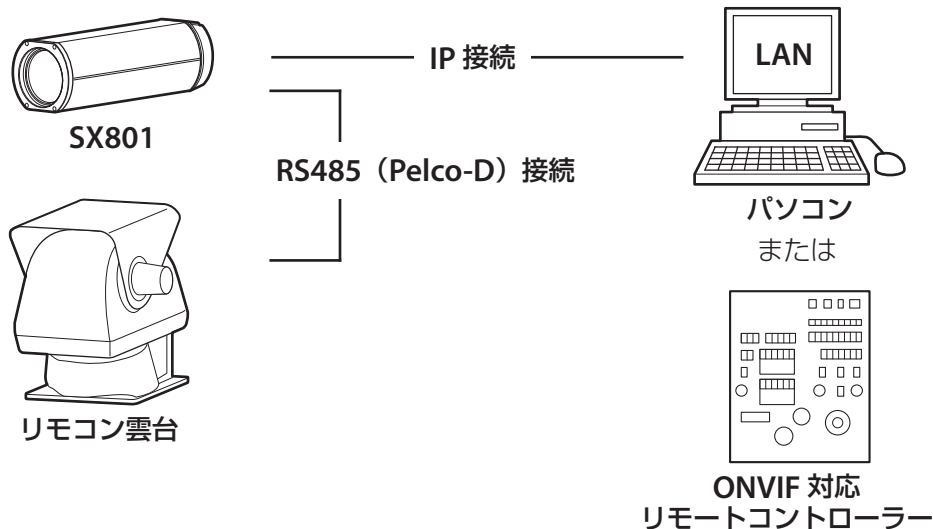 IP 接続
LAN
SX801
RS485（Pelco-D）接続
パソコン
または
リモコン雲台
ONVIF 対応
リモートコントローラー